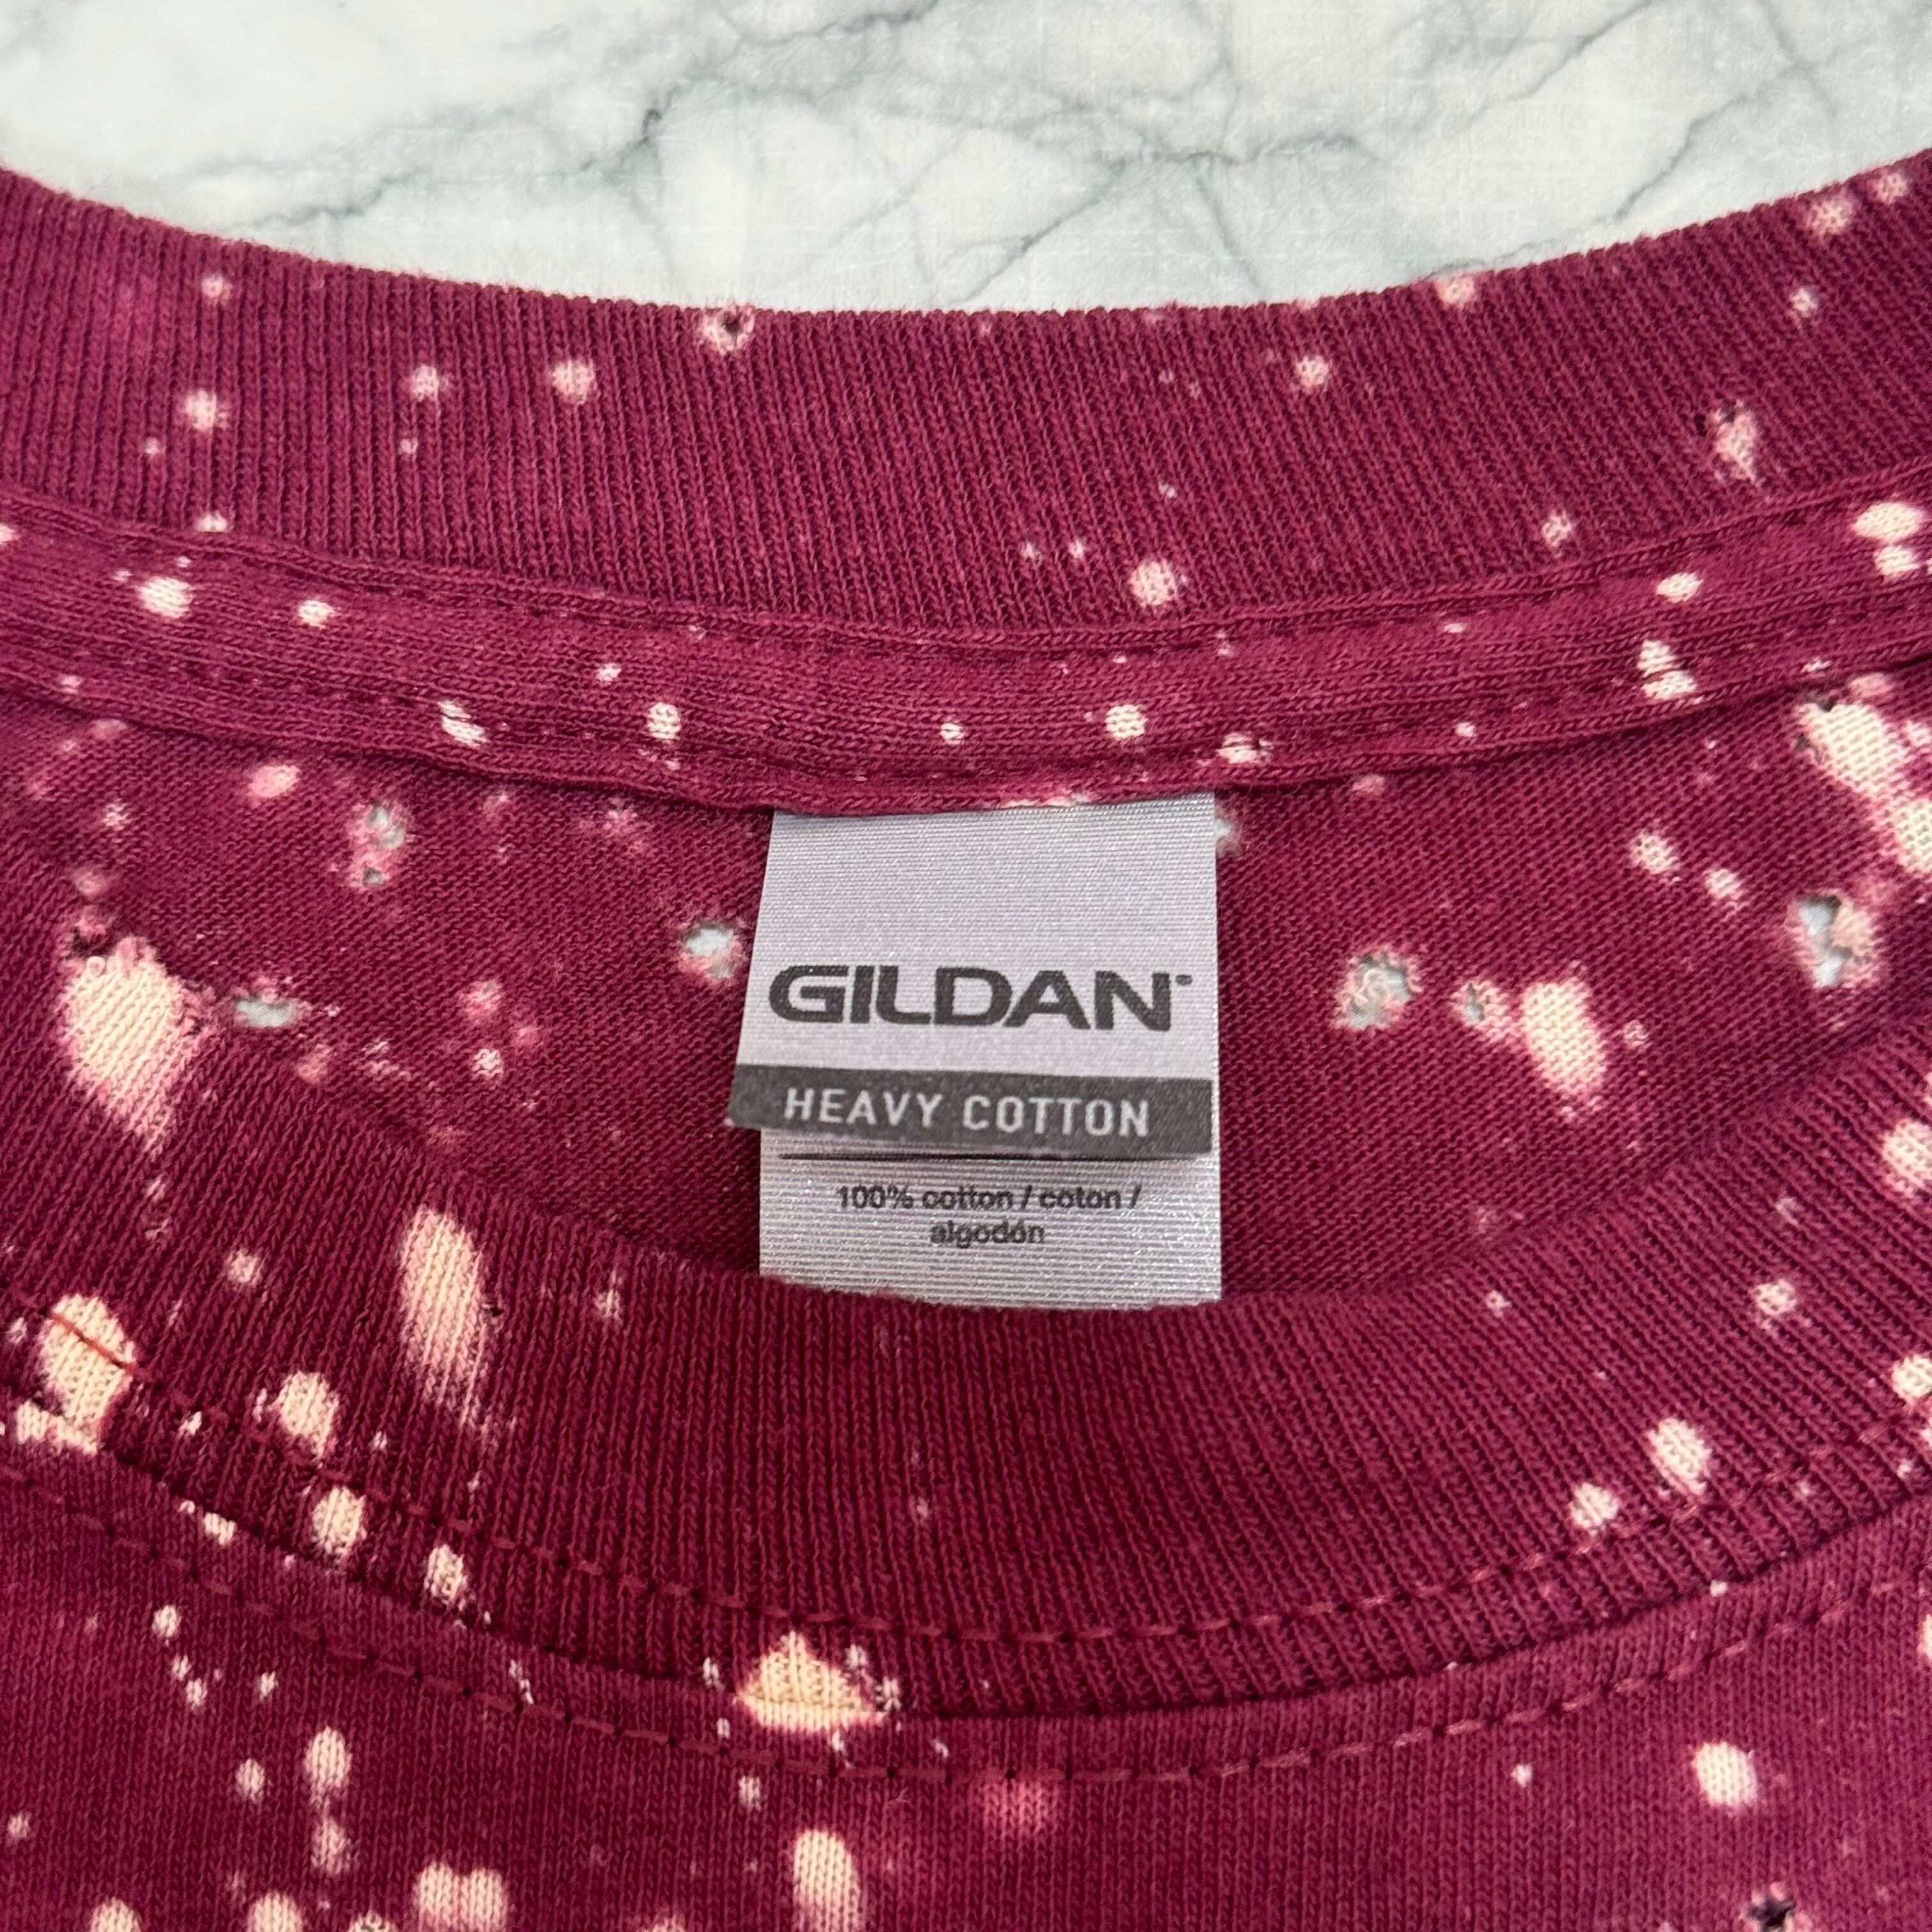 GILDAN
HEAVY COTTON
100% cotton / coton /
algodón